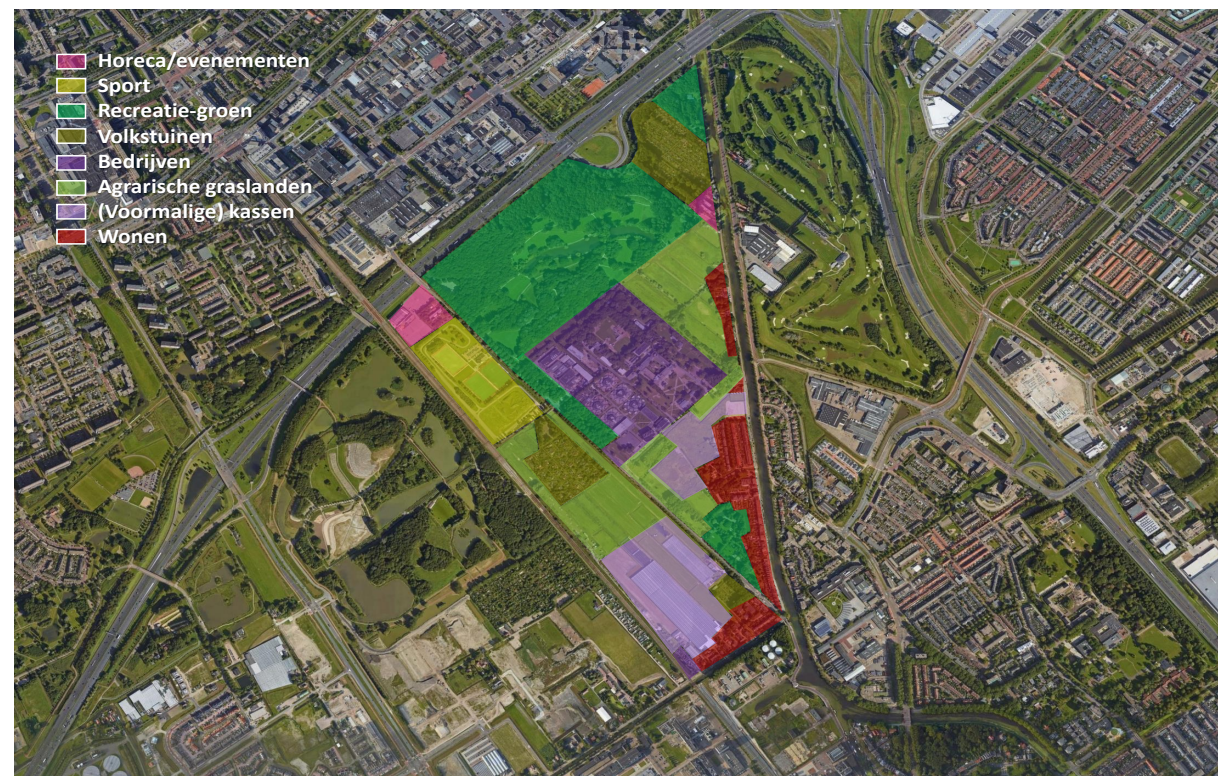 Horeca/evenementen
Sport
Recreatie-groen
Volkstuinen
Bedrijven
Agrarische graslanden
(Voormalige) kassen
Wonen